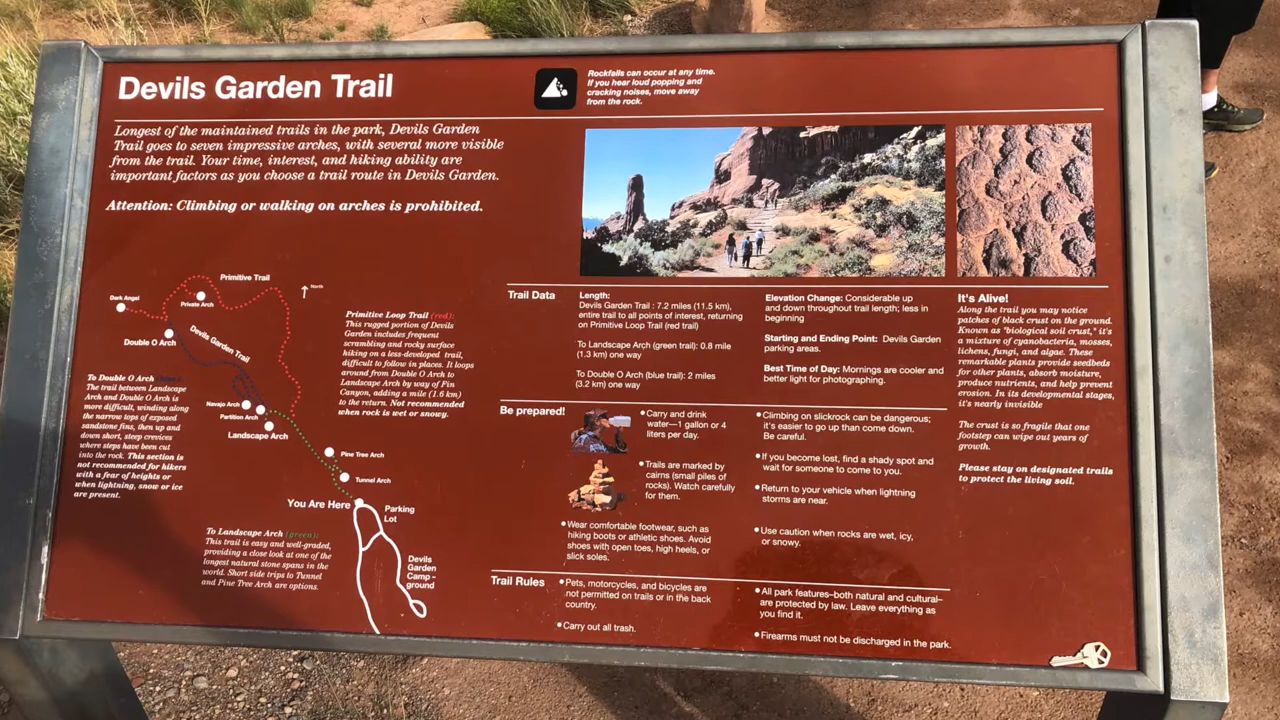 Devils Garden Trail
Rockfalls can occur at any time.
If you hear loud popping and
cracking noises, move away
from the rock.
Longest of the maintained trails in the park, Devils Garden
Trail goes to seven impressive arches, with several more visible
from the trail. Your time, interest, and hiking ability are
important factors as you choose a trail route in Devils Garden.
Attention: Climbing or walking on arches is prohibited.
Primitive Trail
North
Dark Angel
Private Arch
Double O Arch
Devils Garden Trail
Navajo Arch
Partition Arch
Landscape Arch
Pine Tree Arch
Tunnel Arch
You Are Here
Parking
Lot
Devils
Garden
Camp-
ground
Primitive Loop Trail (red):
This rugged portion of Devils
Garden includes frequent
scrambling and rocky surface
hiking on a less-developed trail,
difficult to follow in places. It loops
around from Double O Arch to
Landscape Arch by way of Fin
Canyon, adding a mile (1.6 km)
to the return. Not recommended
when rock is wet or snowy.
To Double O Arch (blue):
The trail between Landscape
Arch and Double O Arch is
more difficult, winding along
the narrow tops of exposed
sandstone fins, then up and
down short, steep crevices
where steps have been cut
into the rock. This section is
not recommended for hikers
with a fear of heights or
when lightning, snow or ice
are present.
To Landscape Arch (green):
This trail is easy and well-graded,
providing a close look at one of the
longest natural stone spans in the
world. Short side trips to Tunnel
and Pine Tree Arch are options.
Trail Data
Length:
Devils Garden Trail : 7.2 miles (11.5 km),
entire trail to all points of interest, returning
on Primitive Loop Trail (red trail)
To Landscape Arch (green trail): 0.8 mile
(1.3 km) one way
To Double O Arch (blue trail): 2 miles
(3.2 km) one way
Elevation Change: Considerable up
and down throughout trail length; less in
beginning
Starting and Ending Point: Devils Garden
parking areas.
Best Time of Day: Mornings are cooler and
better light for photographing.
Be prepared!
• Carry and drink
water—1 gallon or 4
liters per day.
• Trails are marked by
cairns (small piles of
rocks). Watch carefully
for them.
• Wear comfortable footwear, such as
hiking boots or athletic shoes. Avoid
shoes with open toes, high heels, or
slick soles.
• Climbing on slickrock can be dangerous;
it's easier to go up than come down.
Be careful.
• If you become lost, find a shady spot and
wait for someone to come to you.
• Return to your vehicle when lightning
storms are near.
• Use caution when rocks are wet, icy,
or snowy.
Trail Rules
• Pets, motorcycles, and bicycles are
not permitted on trails or in the back
country.
• Carry out all trash.
• All park features–both natural and cultural–
are protected by law. Leave everything as
you find it.
• Firearms must not be discharged in the park.
It's Alive!
Along the trail you may notice
patches of black crust on the ground.
Known as "biological soil crust," it's
a mixture of cyanobacteria, mosses,
lichens, fungi, and algae. These
remarkable plants provide seedbeds
for other plants, absorb moisture,
produce nutrients, and help prevent
erosion. In its developmental stages,
it's nearly invisible
The crust is so fragile that one
footstep can wipe out years of
growth.
Please stay on designated trails
to protect the living soil.